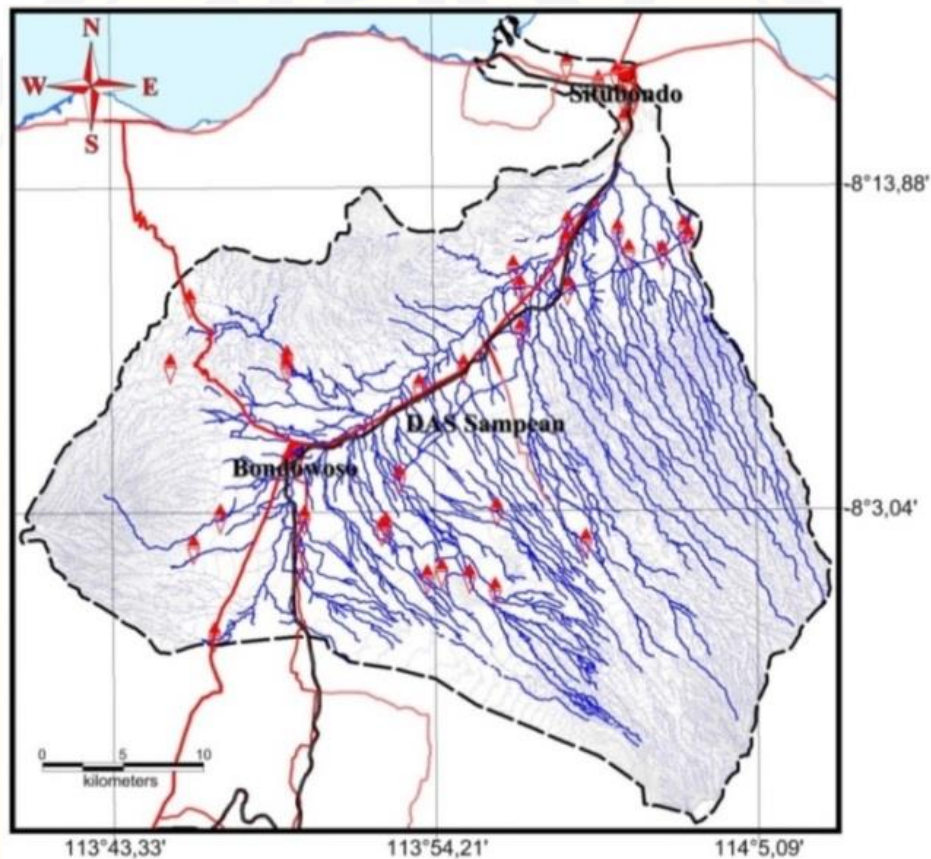 N
W E
S
Situbondo
-8°13,88'
DAS Sampean
Bondowoso
-8°3,04'
0 5 10
kilometers
113°43,33' 113°54,21' 114°5,09'